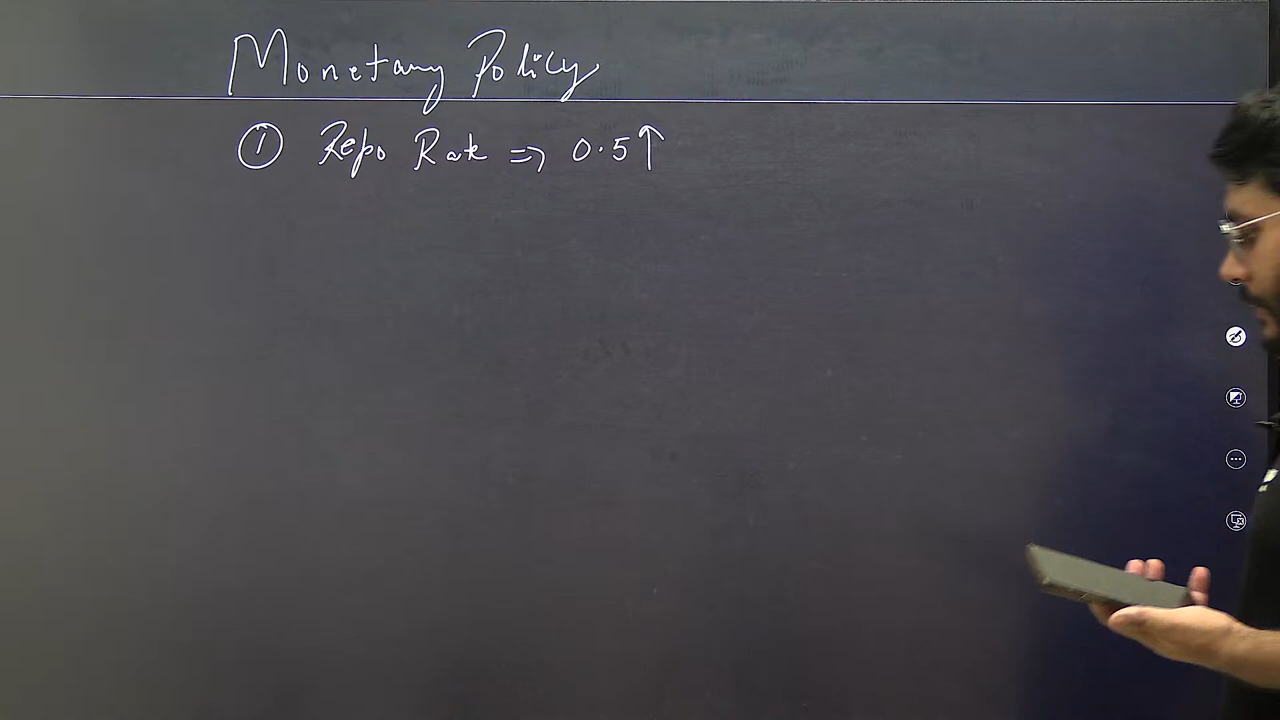 Monetary Policy
① Repo Rate => 0.5↑